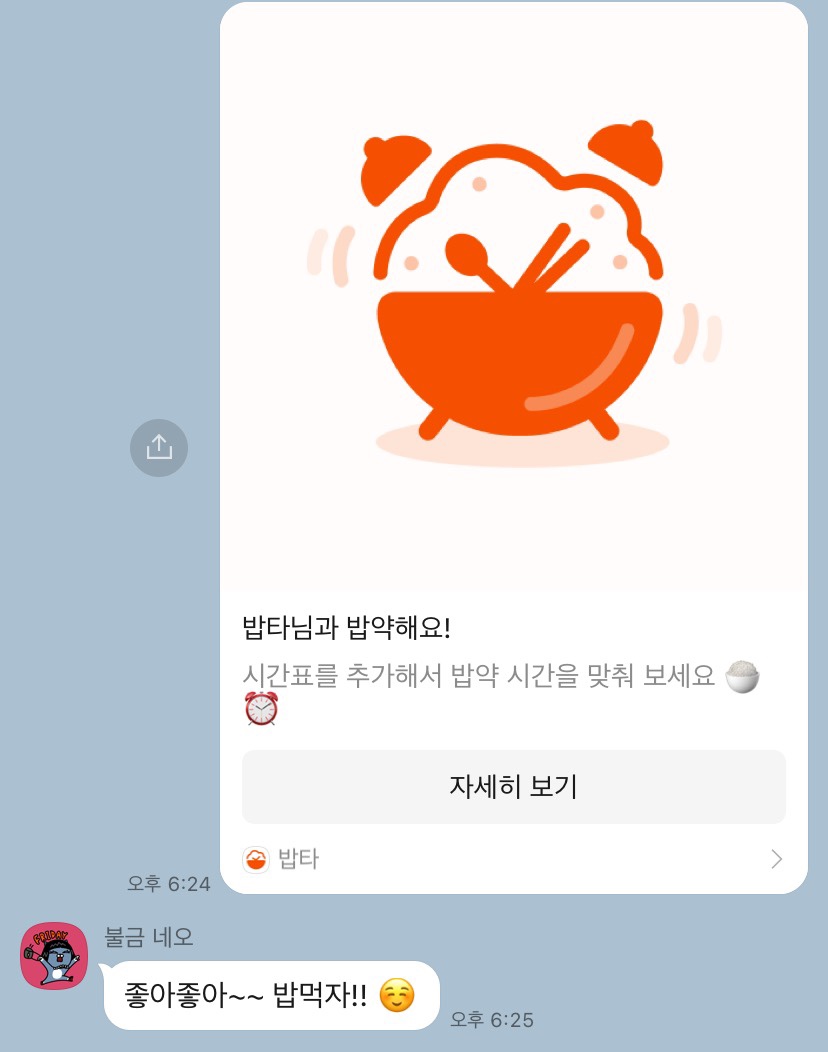 밥타님과 밥약해요!
시간표를 추가해서 밥약 시간을 맞춰 보세요 🍚
⏰
자세히 보기
밥타
오후 6:24
불금 네오
FRIDAY
좋아좋아~~ 밥먹자!! ☺️
오후 6:25